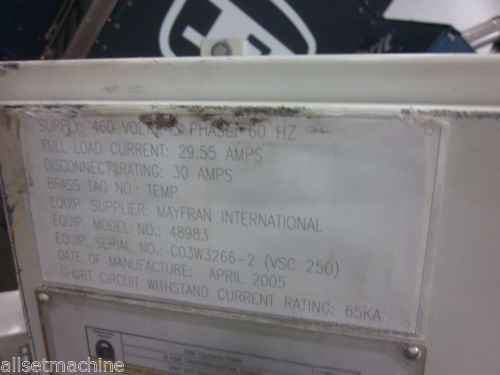 SUPPLY: 460 VOLTS 3 PHASE: 60 HZ
FULL LOAD CURRENT: 29.55 AMPS
DISCONNECT RATING: 30 AMPS
BRASS TAG NO.: TEMP
EQUIP. SUPPLIER: MAYFRAN INTERNATIONAL
EQUIP. MODEL NO.: 48983
EQUIP. SERIAL NO.: C03W3266-2 (VSC 250)
DATE OF MANUFACTURE: APRIL 2005
SHORT CIRCUIT WITHSTAND CURRENT RATING: 65KA
allsetmachine